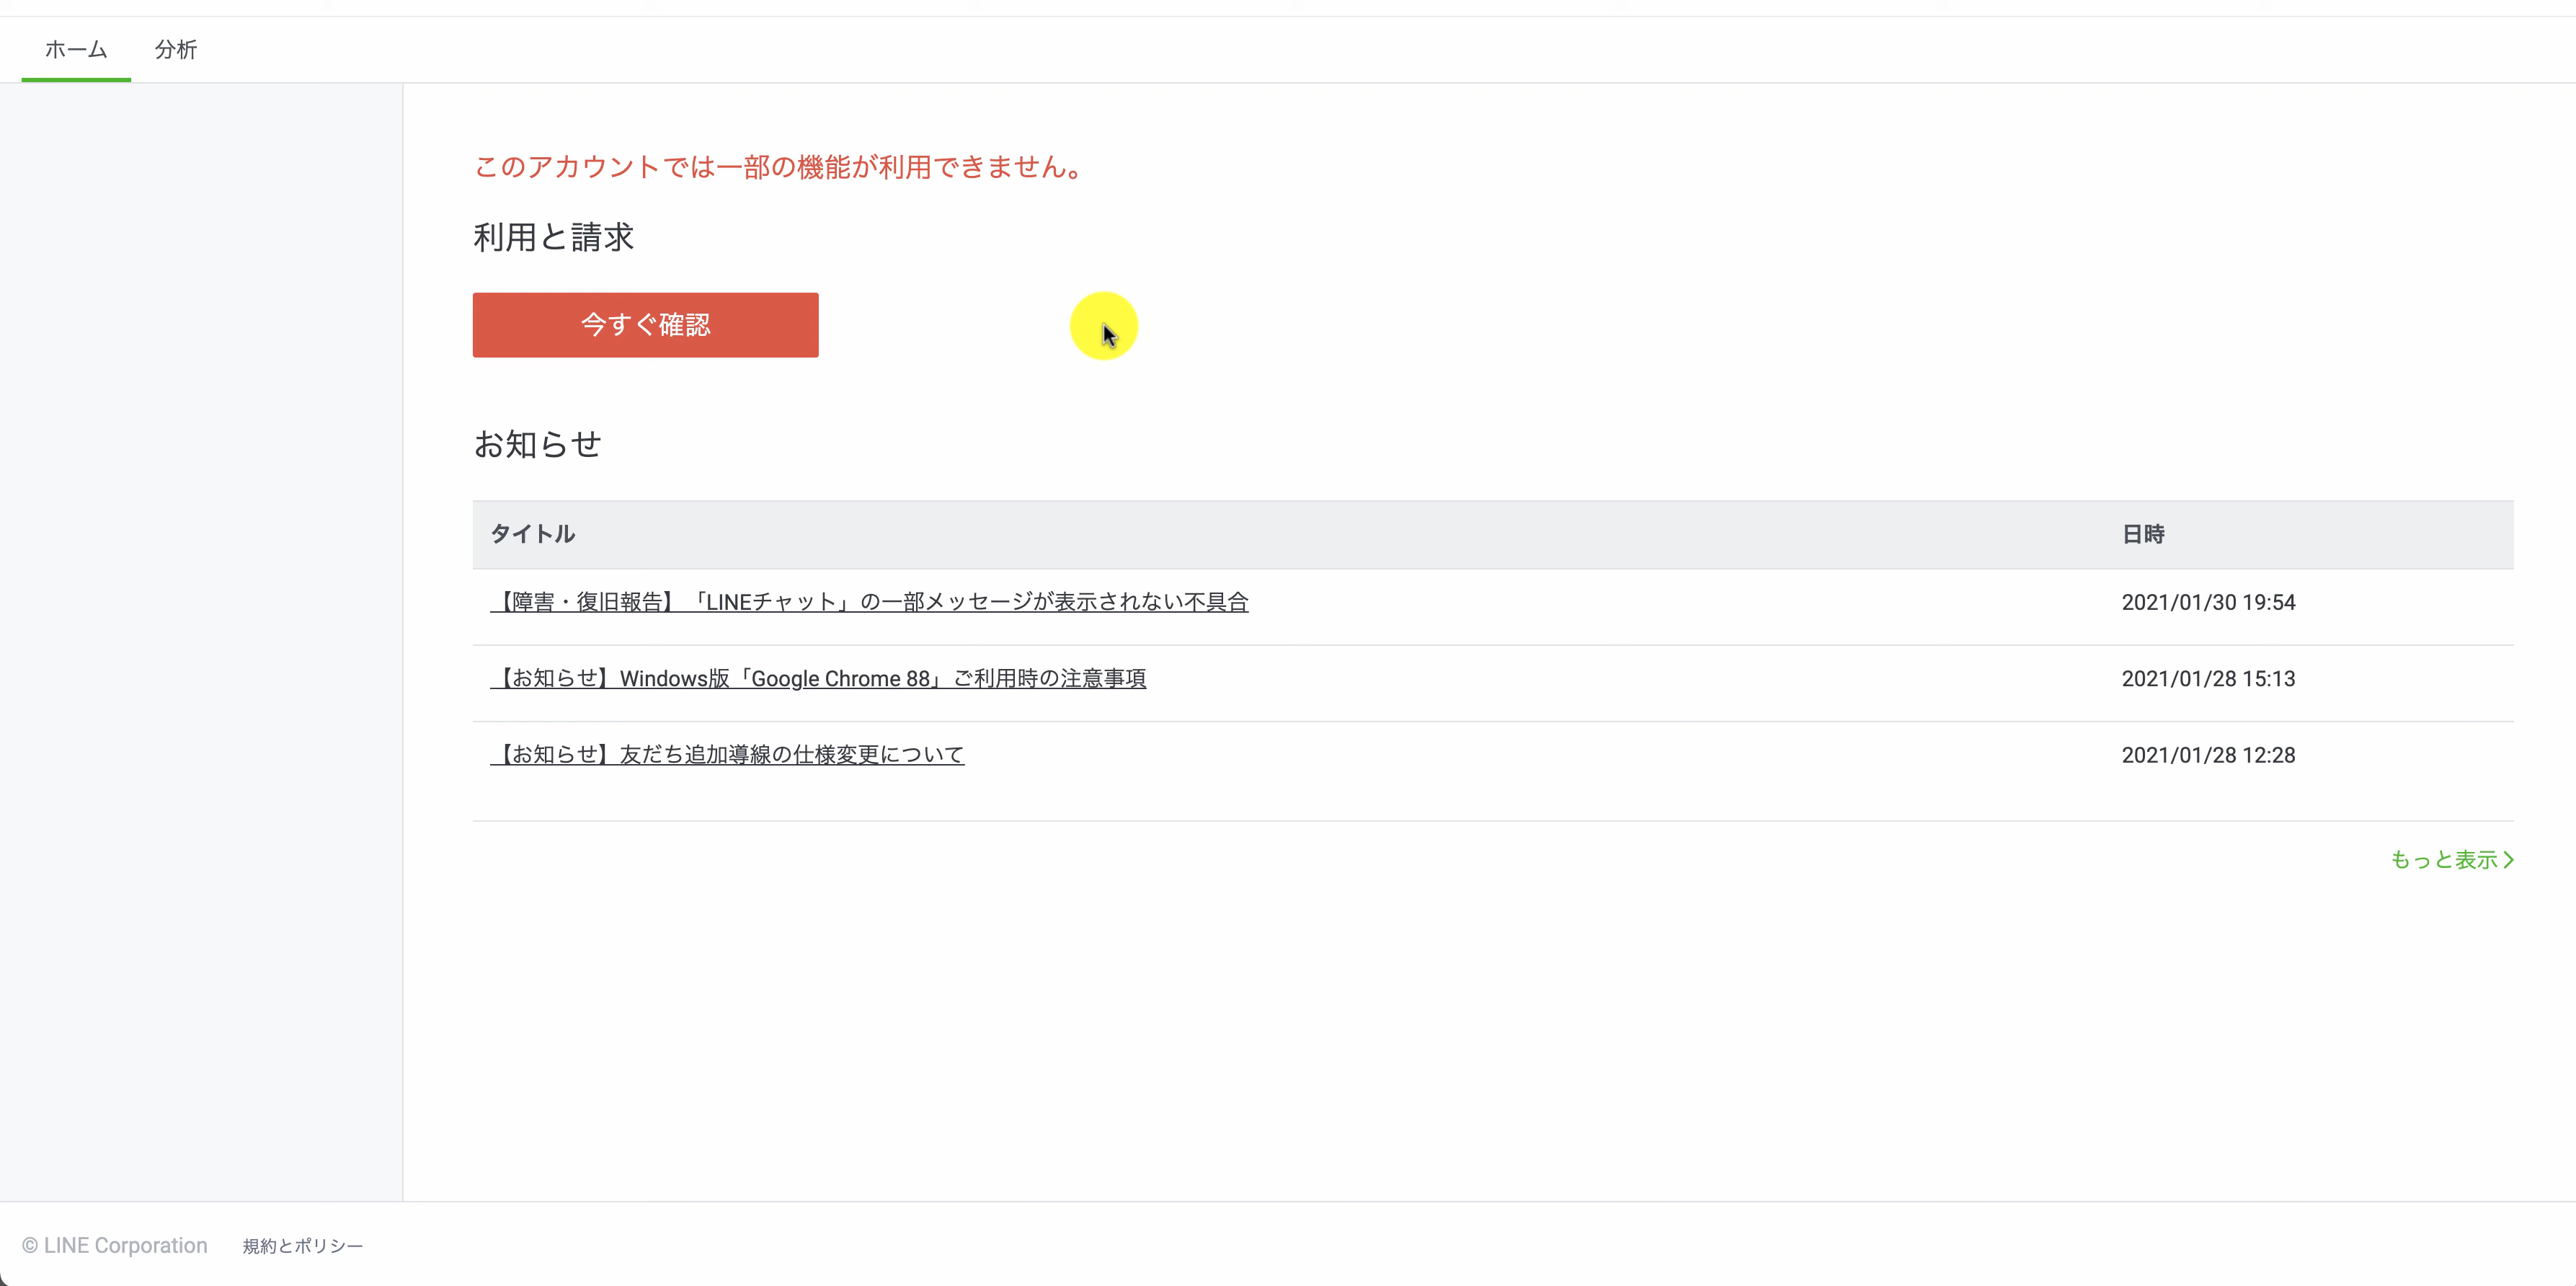 ホーム 分析
このアカウントでは一部の機能が利用できません。
利用と請求
今すぐ確認
お知らせ
タイトル 日時
【障害・復旧報告】「LINEチャット」の一部メッセージが表示されない不具合 2021/01/30 19:54
【お知らせ】Windows版「Google Chrome 88」ご利用時の注意事項 2021/01/28 15:13
【お知らせ】友だち追加導線の仕様変更について 2021/01/28 12:28
もっと表示
© LINE Corporation 規約とポリシー